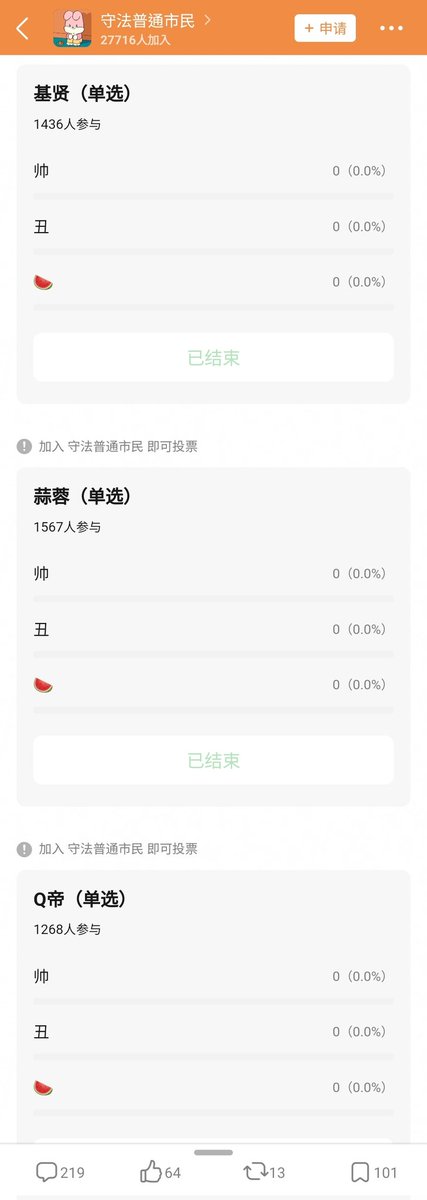 守法普通市民
27716人加入
+ 申请
基贤（单选）
1436人参与
帅 0（0.0%）
丑 0（0.0%）
🍉 0（0.0%）
已结束
加入 守法普通市民 即可投票
蒜蓉（单选）
1567人参与
帅 0（0.0%）
丑 0（0.0%）
🍉 0（0.0%）
已结束
加入 守法普通市民 即可投票
Q帝（单选）
1268人参与
帅 0（0.0%）
丑 0（0.0%）
🍉 0（0.0%）
219 64 13 101